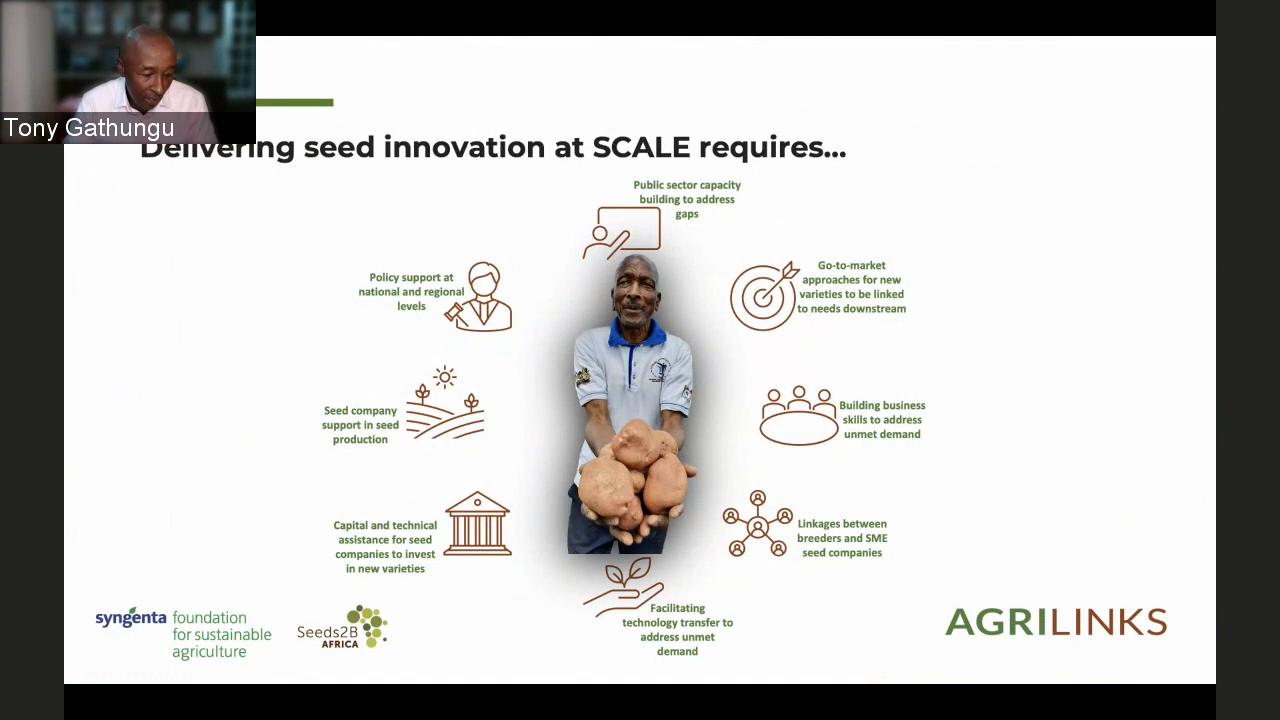 Tony Gathungu
Delivering seed innovation at SCALE requires...
Public sector capacity
building to address
gaps
Go-to-market
approaches for new
varieties to be linked
to needs downstream
Building business
skills to address
unmet demand
Linkages between
breeders and SME
seed companies
Facilitating
technology transfer to
address unmet
demand
Capital and technical
assistance for seed
companies to invest
in new varieties
Seed company
support in seed
production
Policy support at
national and regional
levels
syngenta foundation
for sustainable
agriculture
Seeds2B
AFRICA
AGRILINKS